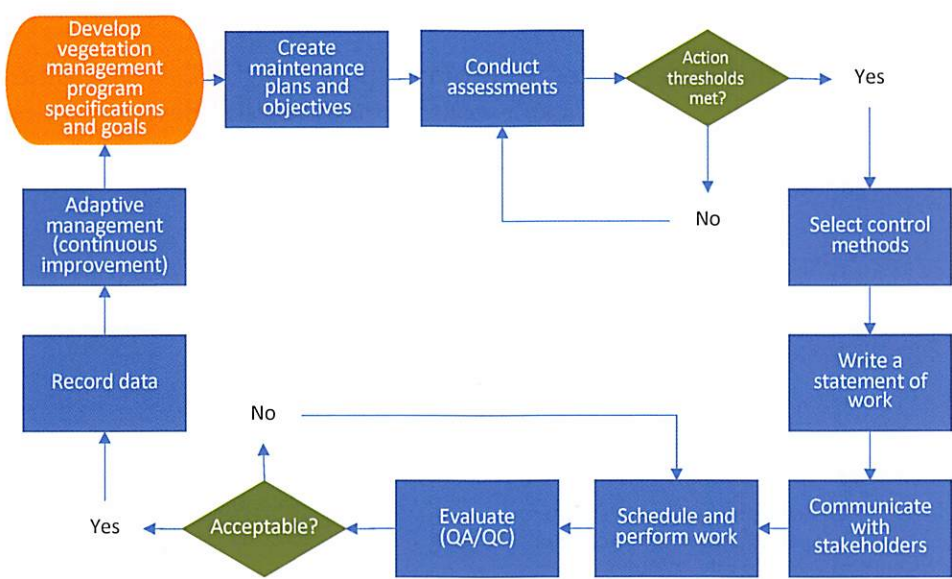 Develop
vegetation
management
program
specifications
and goals
Create
maintenance
plans and
objectives
Conduct
assessments
Action
thresholds
met?
Yes
No
Select control
methods
Write a
statement of
work
Communicate
with
stakeholders
Schedule and
perform work
Evaluate
(QA/QC)
Acceptable?
No
Yes
Record data
Adaptive
management
(continuous
improvement)